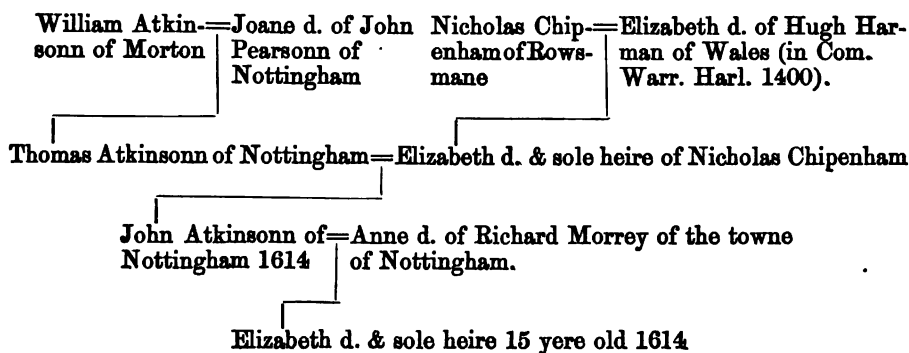 William Atkin-=Joane d. of John Nicholas Chip-=Elizabeth d. of Hugh Har-
sonn of Morton Pearsonn of enham of Rows- man of Wales (in Com.
Nottingham mane Warr. Harl. 1400).
Thomas Atkinsonn of Nottingham=Elizabeth d. & sole heire of Nicholas Chipenham
John Atkinsonn of=Anne d. of Richard Morrey of the towne
Nottingham 1614 of Nottingham.
Elizabeth d. & sole heire 15 yere old 1614